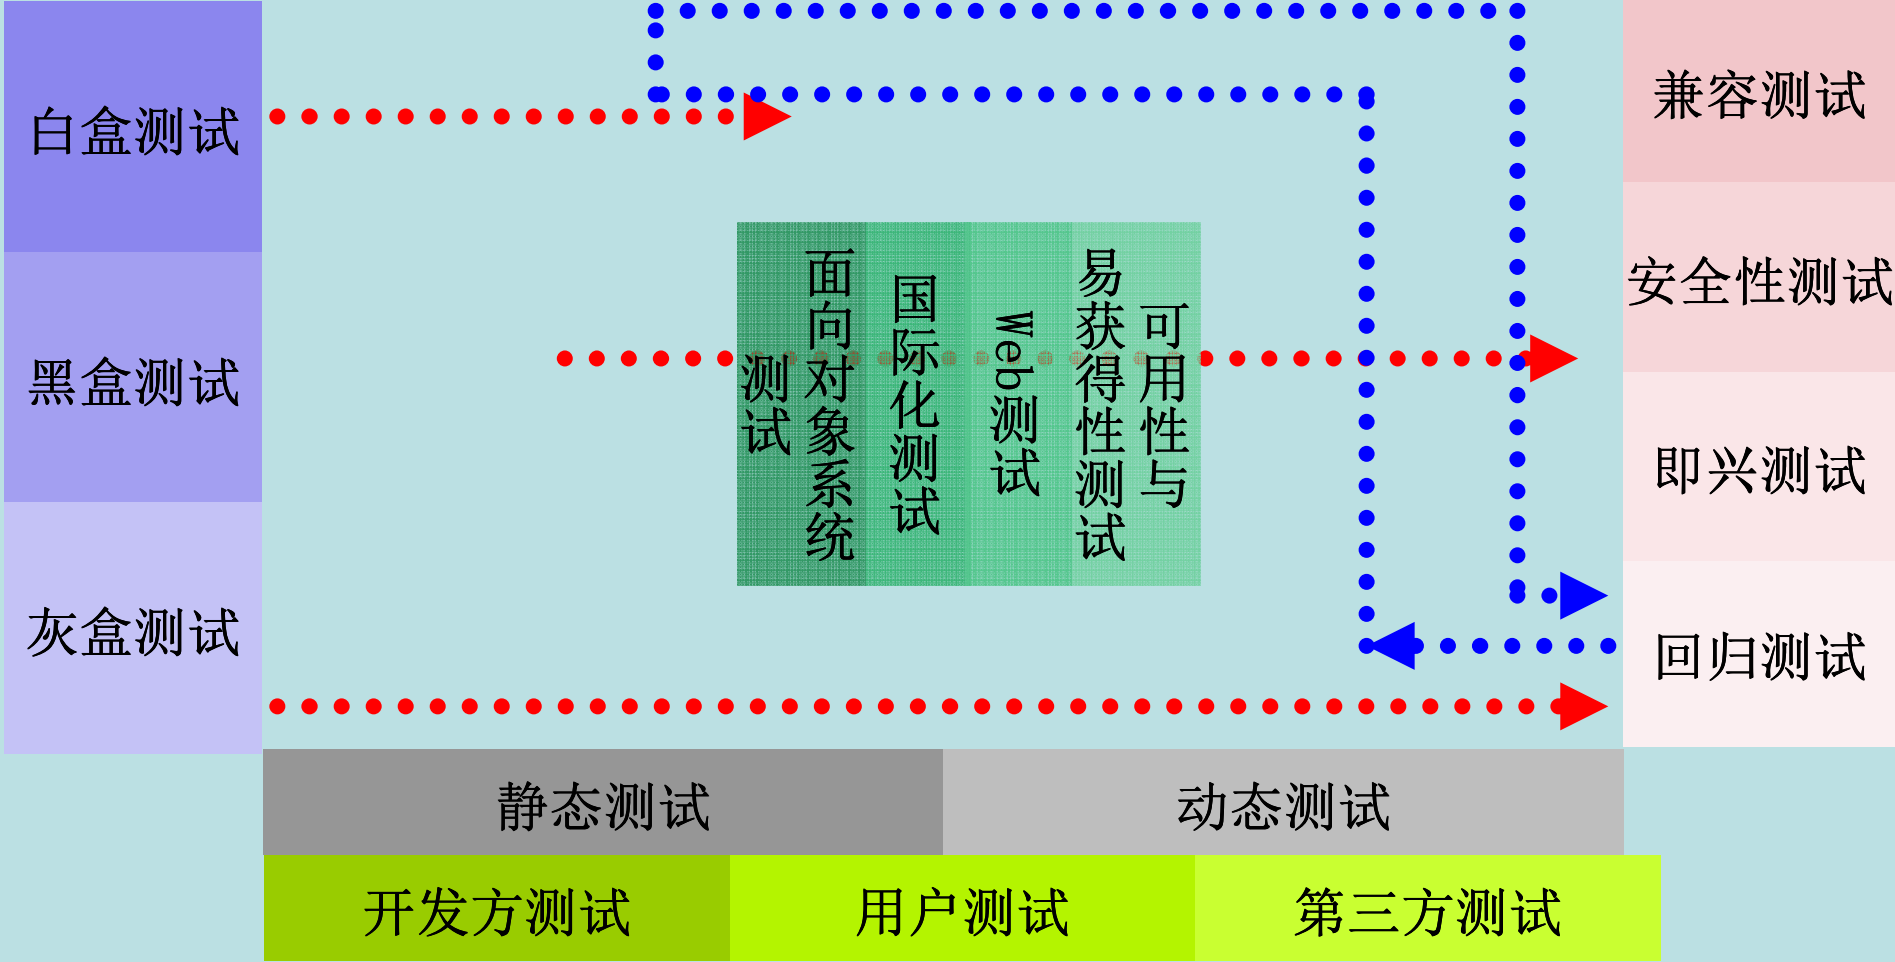 白盒测试
黑盒测试
灰盒测试
面向对象系统
测试
国际化测试
Web测试
可用性与
易获得性测试
兼容测试
安全性测试
即兴测试
回归测试
静态测试
动态测试
开发方测试
用户测试
第三方测试